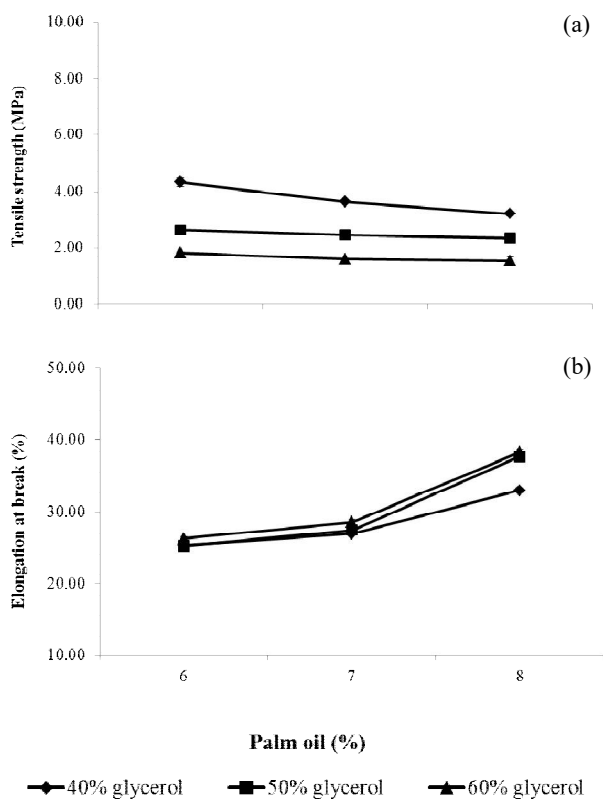 (a)
Tensile strength (MPa)
10.00
8.00
6.00
4.00
2.00
0.00
(b)
Elongation at break (%)
50.00
40.00
30.00
20.00
10.00
6 7 8
Palm oil (%)
40% glycerol 50% glycerol 60% glycerol